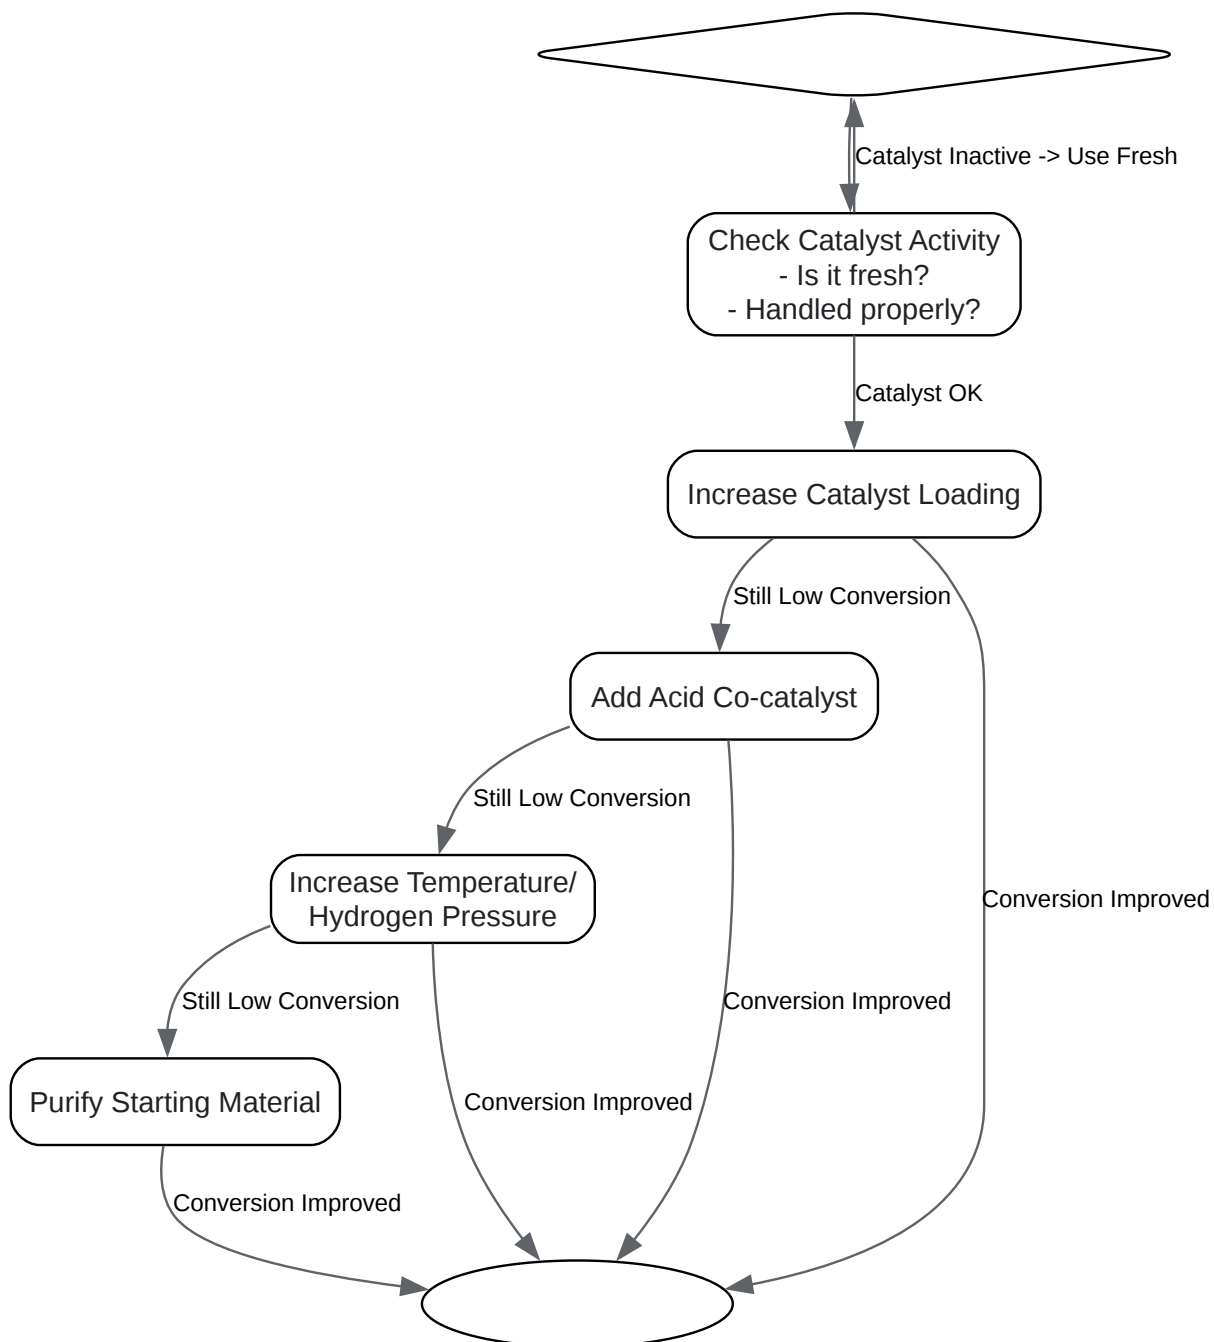 Catalyst Inactive -> Use Fresh
Check Catalyst Activity
- Is it fresh?
- Handled properly?
Catalyst OK
Increase Catalyst Loading
Still Low Conversion
Add Acid Co-catalyst
Still Low Conversion
Increase Temperature/
Hydrogen Pressure
Conversion Improved
Still Low Conversion
Conversion Improved
Purify Starting Material
Conversion Improved
Conversion Improved